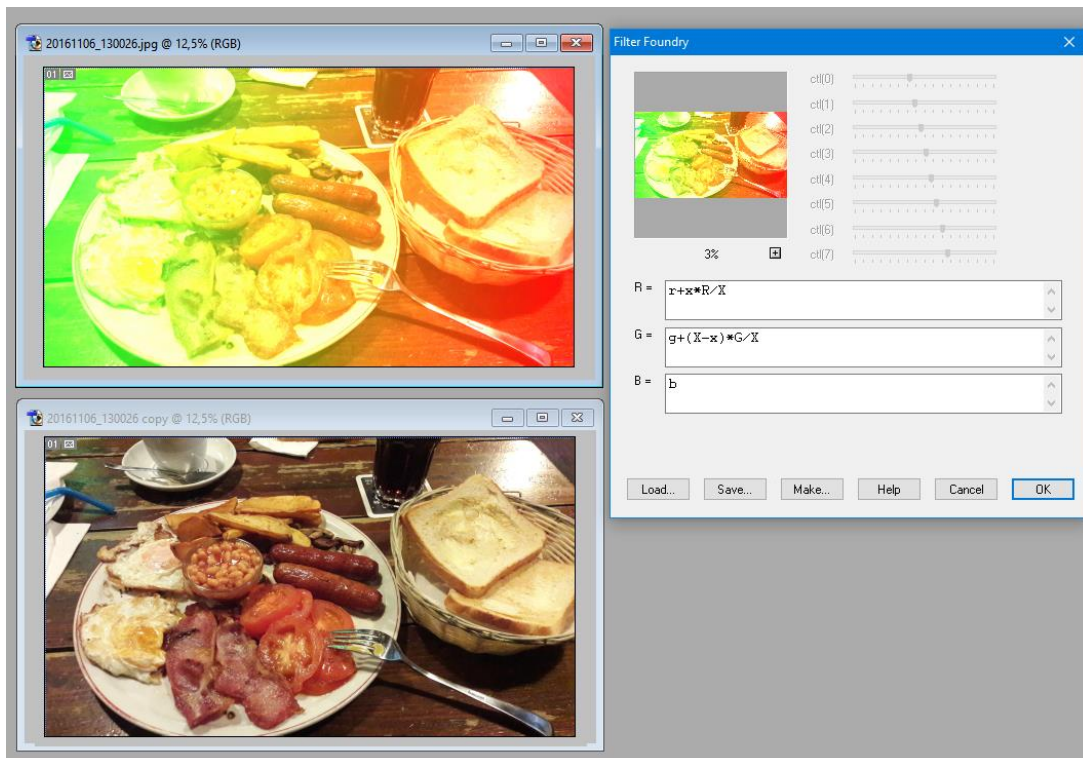 20161106_130026.jpg @ 12,5% (RGB)
01
Filter Foundry
ctl(0)
ctl(1)
ctl(2)
ctl(3)
ctl(4)
ctl(5)
ctl(6)
ctl(7)
3%
R = r+x*R/X
G = g+(X-x)*G/X
B = b
Load... Save... Make... Help Cancel OK
20161106_130026 copy @ 12,5% (RGB)
01